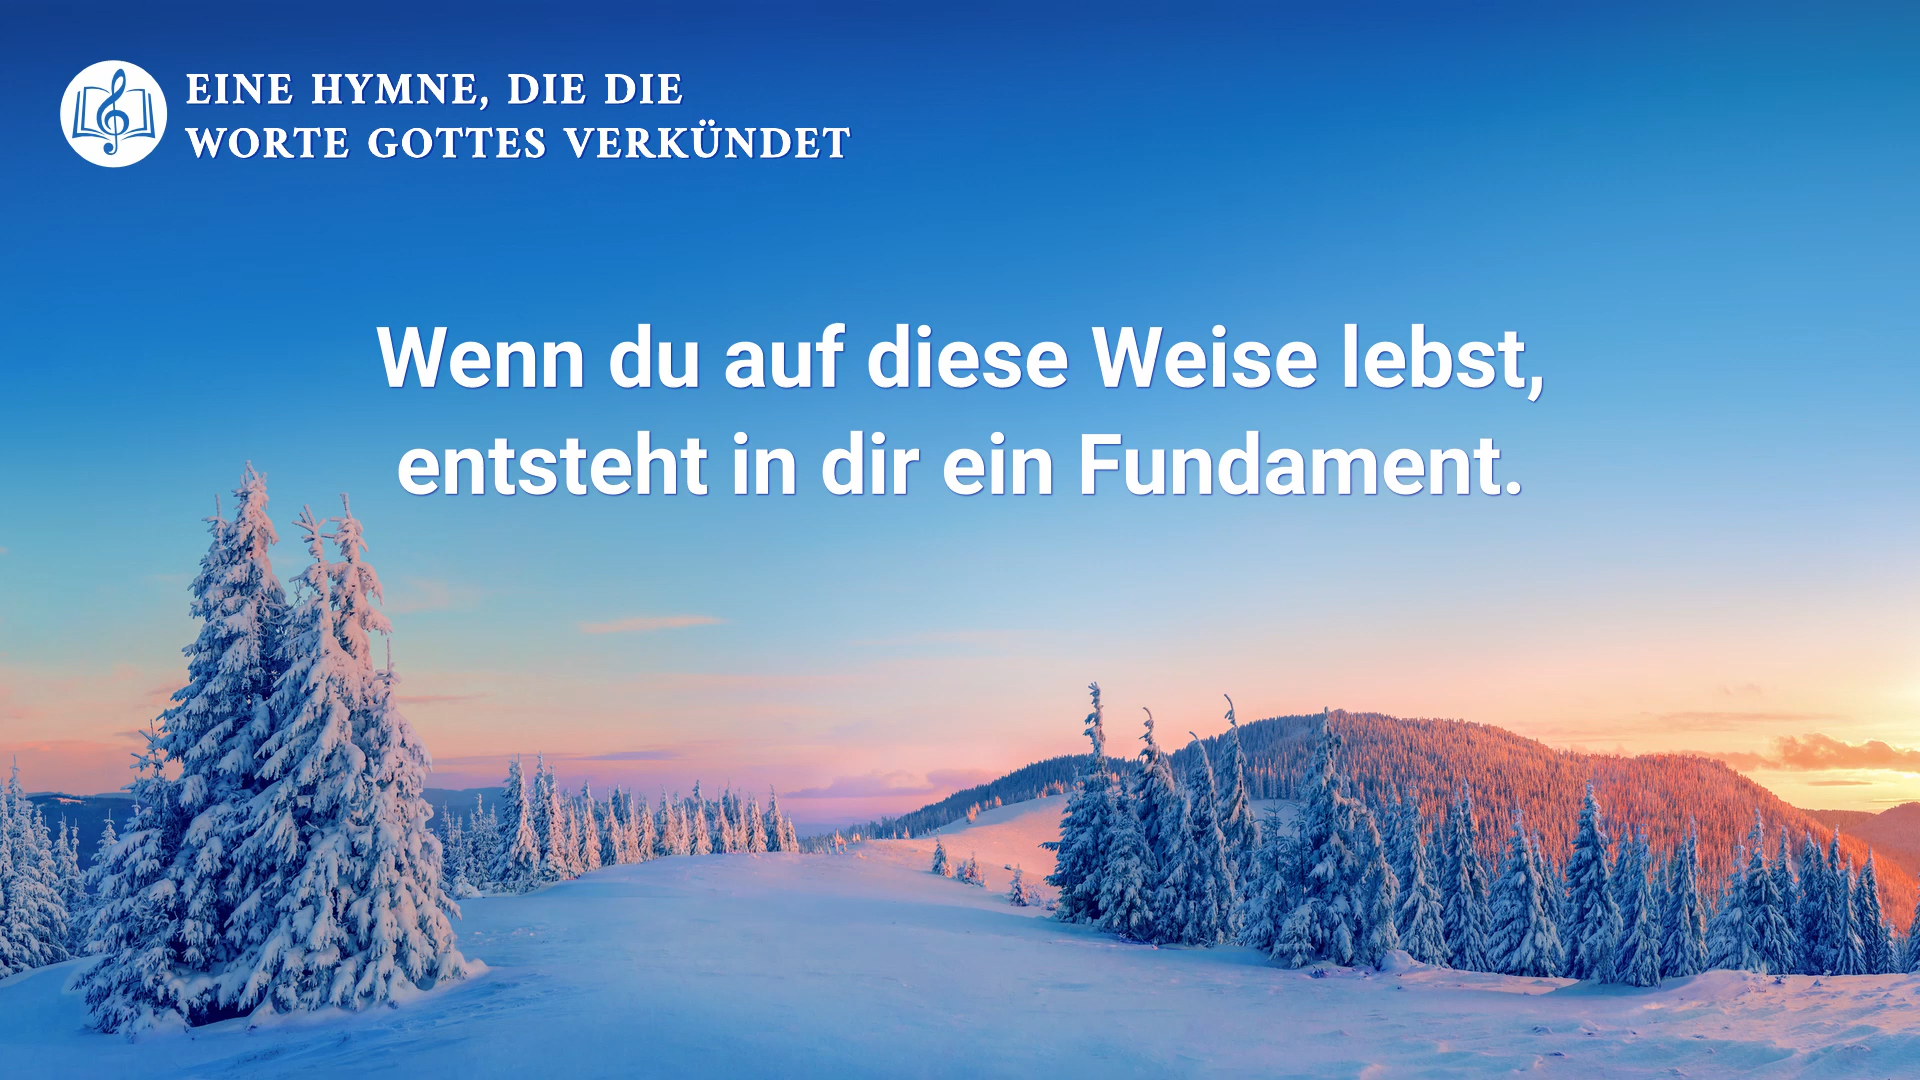 EINE HYMNE, DIE DIE
WORTE GOTTES VERKÜNDET
Wenn du auf diese Weise lebst,
entsteht in dir ein Fundament.